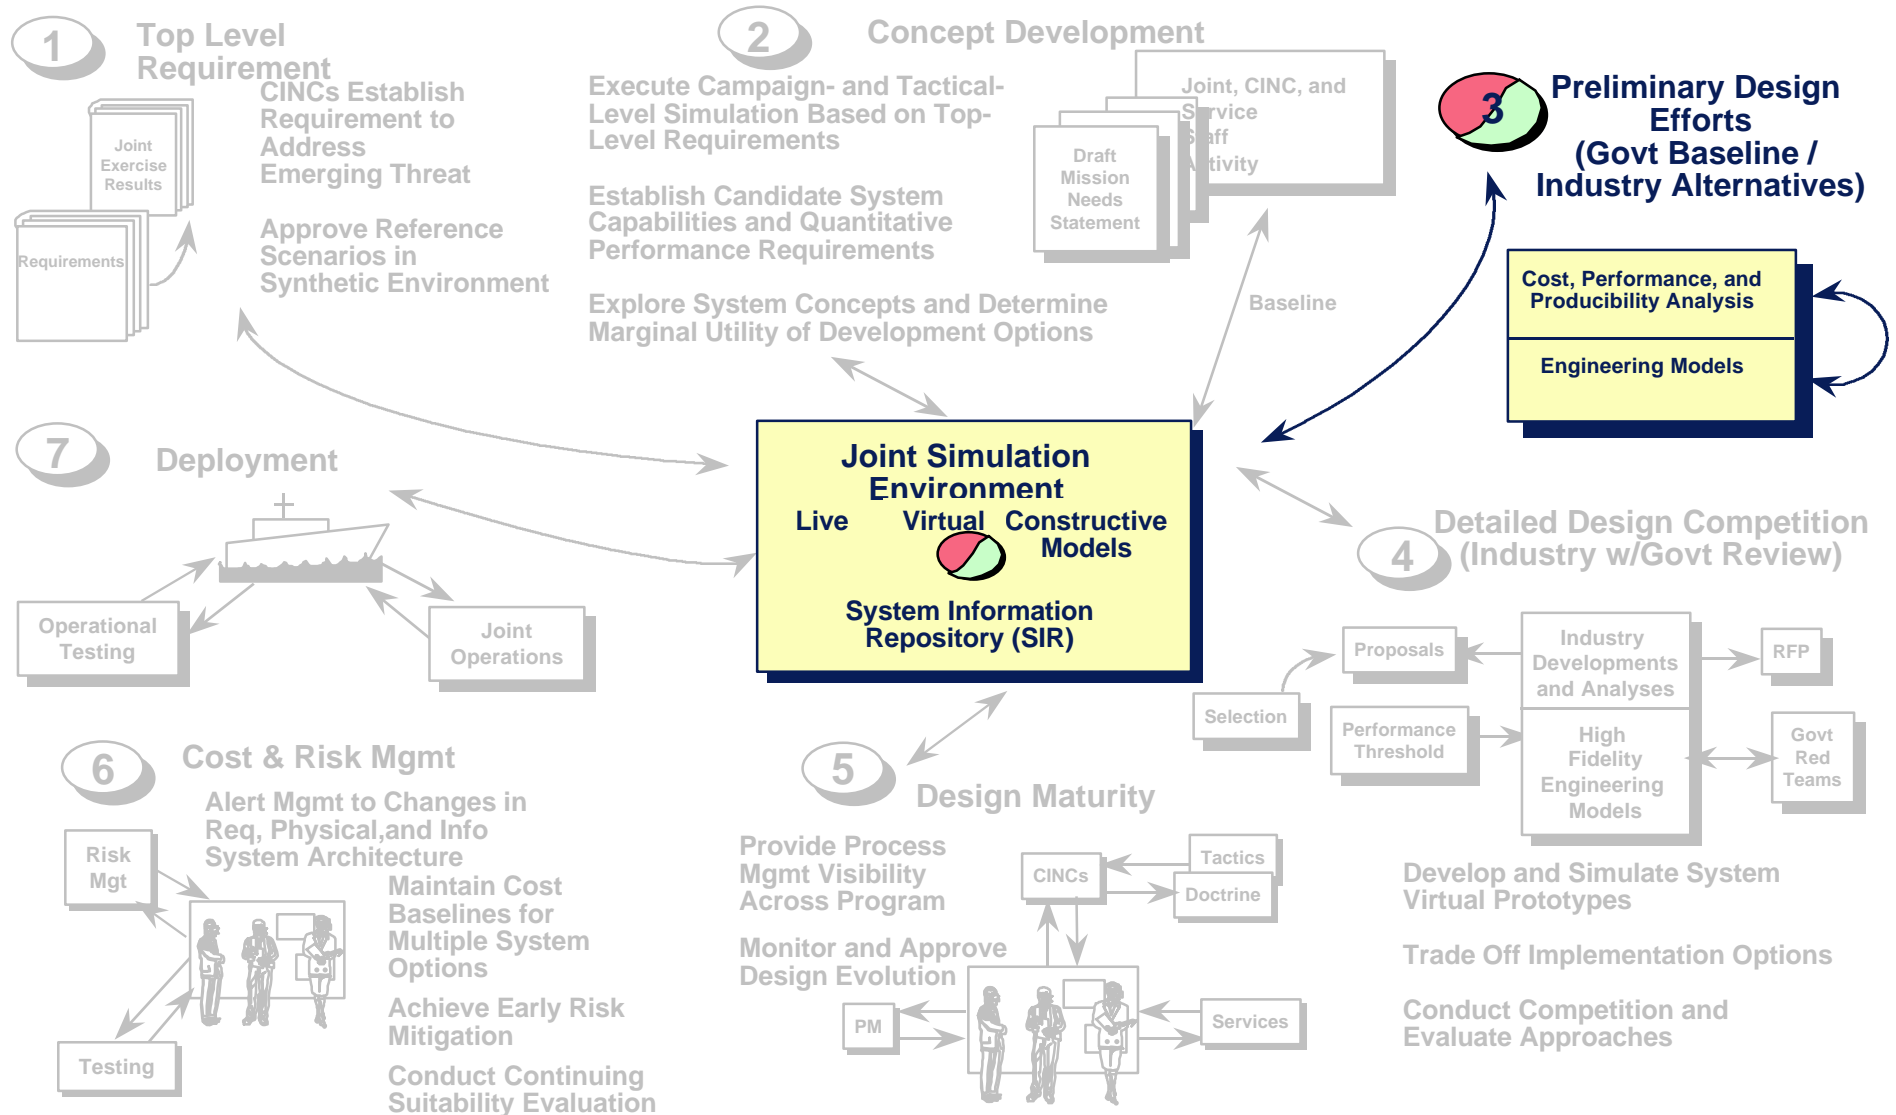 1
Top Level
Requirement
CINCs Establish
Requirement to
Address
Emerging Threat
Approve Reference
Scenarios in
Synthetic Environment
Joint
Exercise
Results
Requirements
2
Concept Development
Execute Campaign- and Tactical-
Level Simulation Based on Top-
Level Requirements
Establish Candidate System
Capabilities and Quantitative
Performance Requirements
Explore System Concepts and Determine
Marginal Utility of Development Options
Joint, CINC, and
Service
Staff
Activity
Draft
Mission
Needs
Statement
Baseline
3
Preliminary Design
Efforts
(Govt Baseline /
Industry Alternatives)
Cost, Performance, and
Producibility Analysis
Engineering Models
7
Deployment
Operational
Testing
Joint
Operations
Joint Simulation
Environment
Live Virtual Constructive
Models
System Information
Repository (SIR)
4
Detailed Design Competition
(Industry w/Govt Review)
Proposals
Industry
Developments
and Analyses
RFP
Selection
Performance
Threshold
High
Fidelity
Engineering
Models
Govt
Red
Teams
Develop and Simulate System
Virtual Prototypes
Trade Off Implementation Options
Conduct Competition and
Evaluate Approaches
6
Cost & Risk Mgmt
Alert Mgmt to Changes in
Req, Physical,and Info
System Architecture
Risk
Mgt
Maintain Cost
Baselines for
Multiple System
Options
Achieve Early Risk
Mitigation
Conduct Continuing
Suitability Evaluation
Testing
5
Design Maturity
Provide Process
Mgmt Visibility
Across Program
Monitor and Approve
Design Evolution
CINCs
Tactics
Doctrine
PM
Services